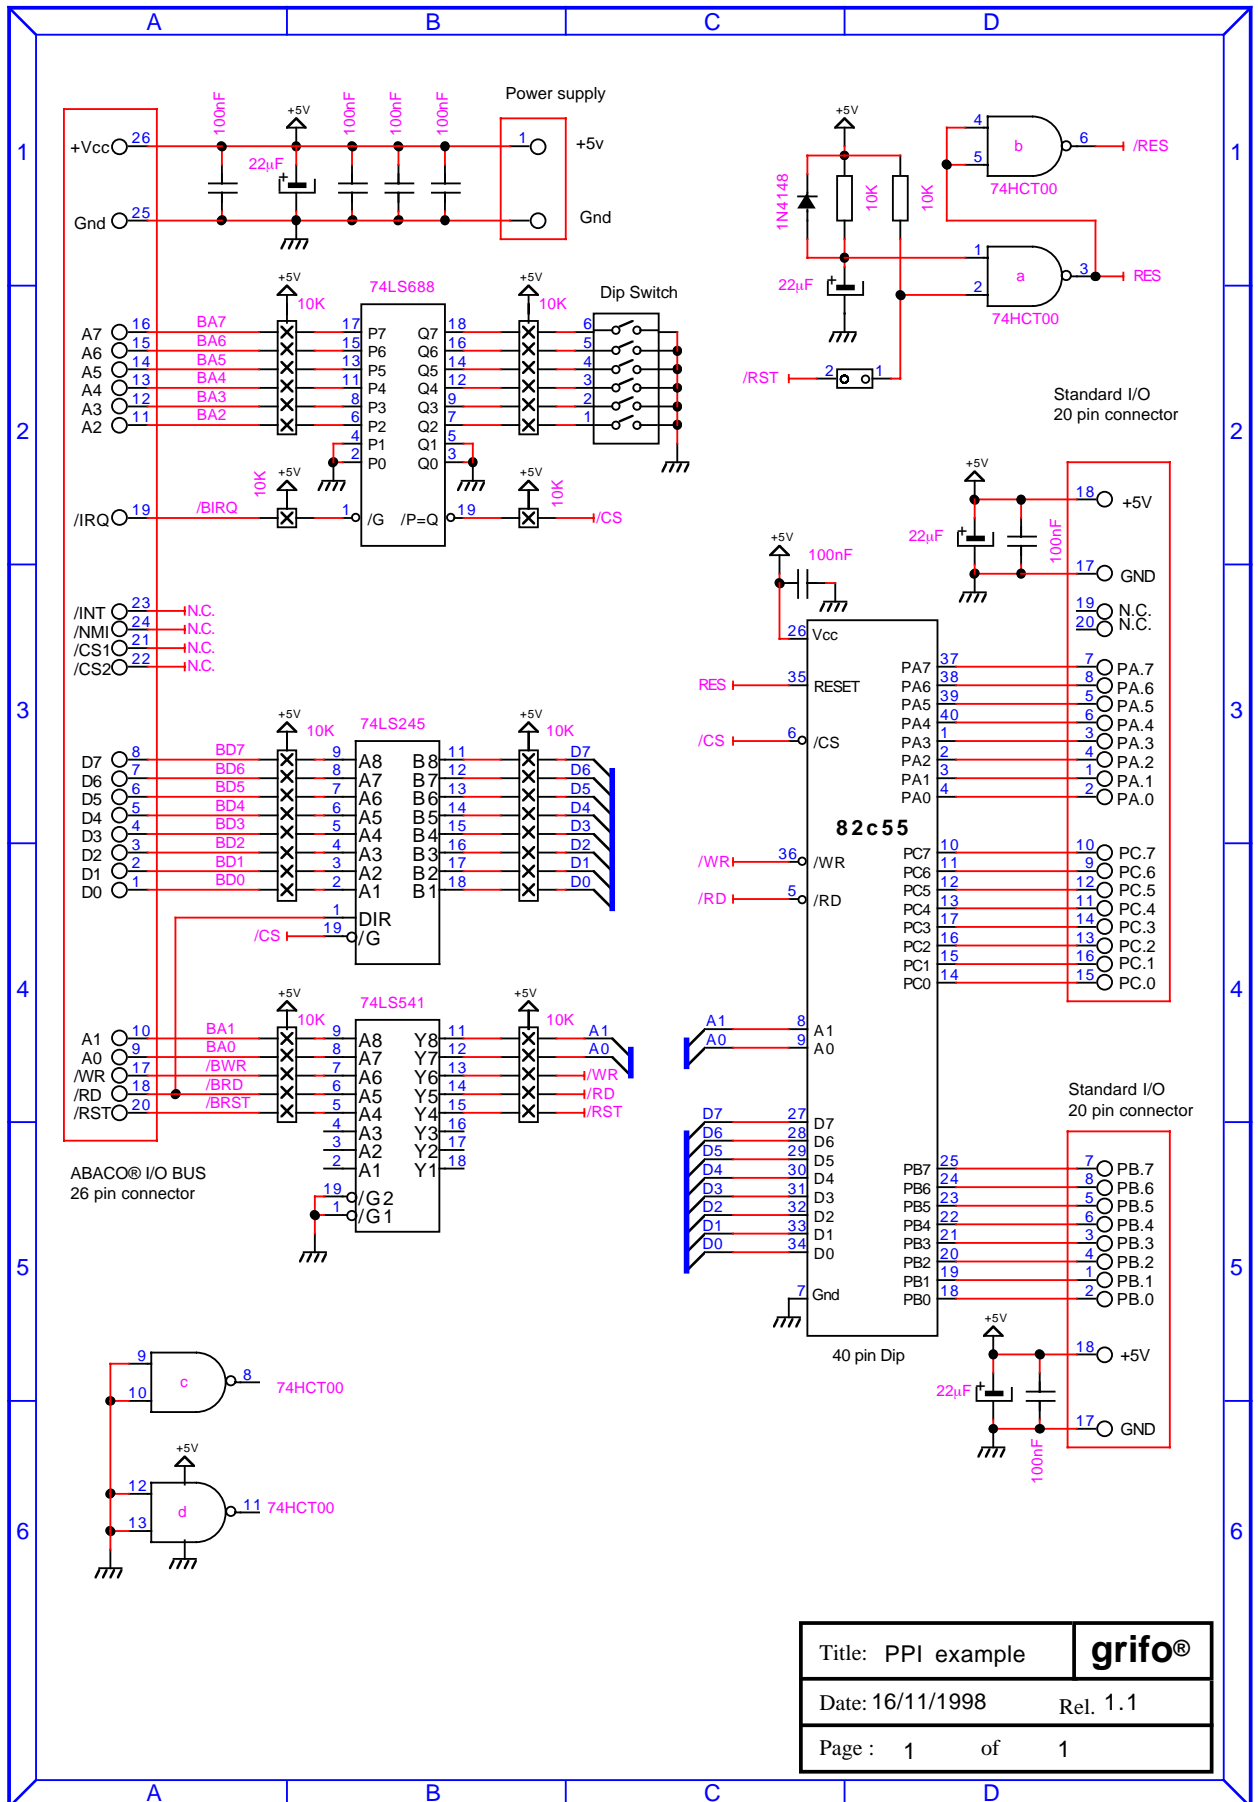 A B C D
1 1
2 2
3 3
4 4
5 5
6 6
+Vcc 26
Gnd 25
100nF
+5V
22µF
100nF
100nF
100nF
Power supply
1 +5v
Gnd
+5V
1N4148
10K
10K
22µF
4
5
b
6 /RES
74HCT00
1
2
a
3 RES
74HCT00
/RST 2 1
+5V
10K
74LS688
+5V
10K
Dip Switch
A7 16 BA7 17 P7 Q7 18 6
A6 15 BA6 15 P6 Q6 16 5
A5 14 BA5 13 P5 Q5 14 4
A4 13 BA4 11 P4 Q4 12 3
A3 12 BA3 8 P3 Q3 9 2
A2 11 BA2 6 P2 Q2 7 1
4 P1 Q1 5
2 P0 Q0 3
10K +5V +5V 10K
/IRQ 19 /BIRQ 1 /G /P=Q 19 /CS
/INT 23 N.C.
/NMI 24 N.C.
/CS1 21 N.C.
/CS2 22 N.C.
+5V
10K
74LS245
+5V
10K
D7 8 BD7 9 A8 B8 11 D7
D6 7 BD6 8 A7 B7 12 D6
D5 6 BD5 7 A6 B6 13 D5
D4 5 BD4 6 A5 B5 14 D4
D3 4 BD3 5 A4 B4 15 D3
D2 3 BD2 4 A3 B3 16 D2
D1 2 BD1 3 A2 B2 17 D1
D0 1 BD0 2 A1 B1 18 D0
1 DIR
/CS 19 /G
+5V
10K
74LS541
+5V
10K
A1 10 BA1 9 A8 Y8 11 A1
A0 9 BA0 8 A7 Y7 12 A0
/WR 17 /BWR 7 A6 Y6 13 /WR
/RD 18 /BRD 6 A5 Y5 14 /RD
/RST 20 /BRST 5 A4 Y4 15 /RST
4 A3 Y3 16
3 A2 Y2 17
2 A1 Y1 18
19 /G2
1 /G1
ABACO® I/O BUS
26 pin connector
Standard I/O
20 pin connector
+5V
22µF
100nF
18 +5V
17 GND
19 N.C.
20 N.C.
+5V
100nF
26 Vcc
RES 35 RESET
/CS 6 /CS
82c55
/WR 36 /WR
/RD 5 /RD
A1 8 A1
A0 9 A0
D7 27 D7
D6 28 D6
D5 29 D5
D4 30 D4
D3 31 D3
D2 32 D2
D1 33 D1
D0 34 D0
7 Gnd
40 pin Dip
PA7 37 7 PA.7
PA6 38 8 PA.6
PA5 39 5 PA.5
PA4 40 6 PA.4
PA3 1 3 PA.3
PA2 2 4 PA.2
PA1 3 1 PA.1
PA0 4 2 PA.0
PC7 10 10 PC.7
PC6 11 9 PC.6
PC5 12 12 PC.5
PC4 13 11 PC.4
PC3 17 14 PC.3
PC2 16 13 PC.2
PC1 15 16 PC.1
PC0 14 15 PC.0
Standard I/O
20 pin connector
PB7 25 7 PB.7
PB6 24 8 PB.6
PB5 23 5 PB.5
PB4 22 6 PB.4
PB3 21 3 PB.3
PB2 20 4 PB.2
PB1 19 1 PB.1
PB0 18 2 PB.0
+5V
22µF
100nF
18 +5V
17 GND
9
10
c
8 74HCT00
+5V
12
13
d
11 74HCT00
Title: PPI example grifo®
Date: 16/11/1998 Rel. 1.1
Page : 1 of 1
A B C D